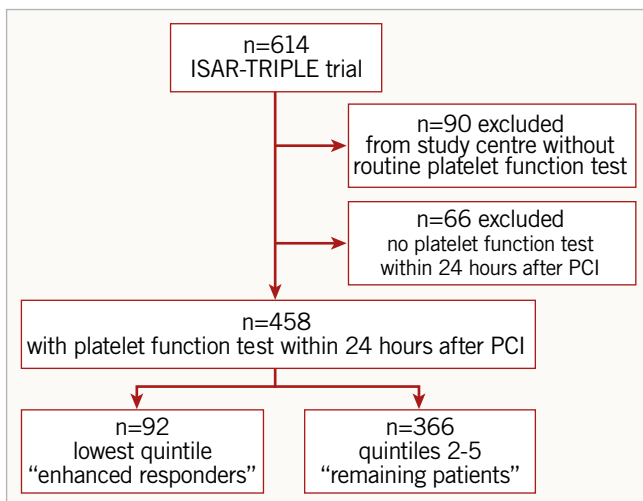 n=614
ISAR-TRIPLE trial
n=90 excluded
from study centre without
routine platelet function test
n=66 excluded
no platelet function test
within 24 hours after PCI
n=458
with platelet function test within 24 hours after PCI
n=92
lowest quintile
“enhanced responders”
n=366
quintiles 2-5
“remaining patients”